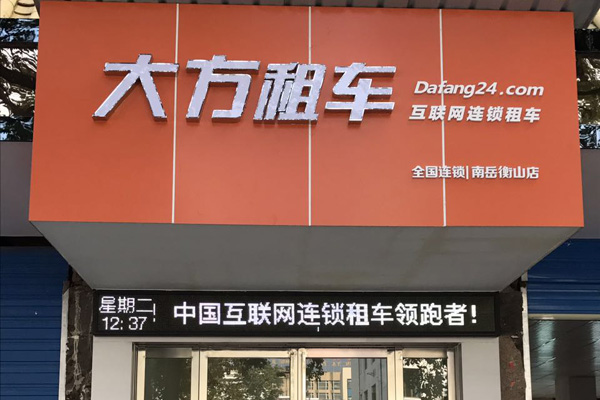 大方租车
Dafang24.com
互联网连锁租车
全国连锁|南岳衡山店
星期二
12:37
中国互联网连锁租车领跑者!